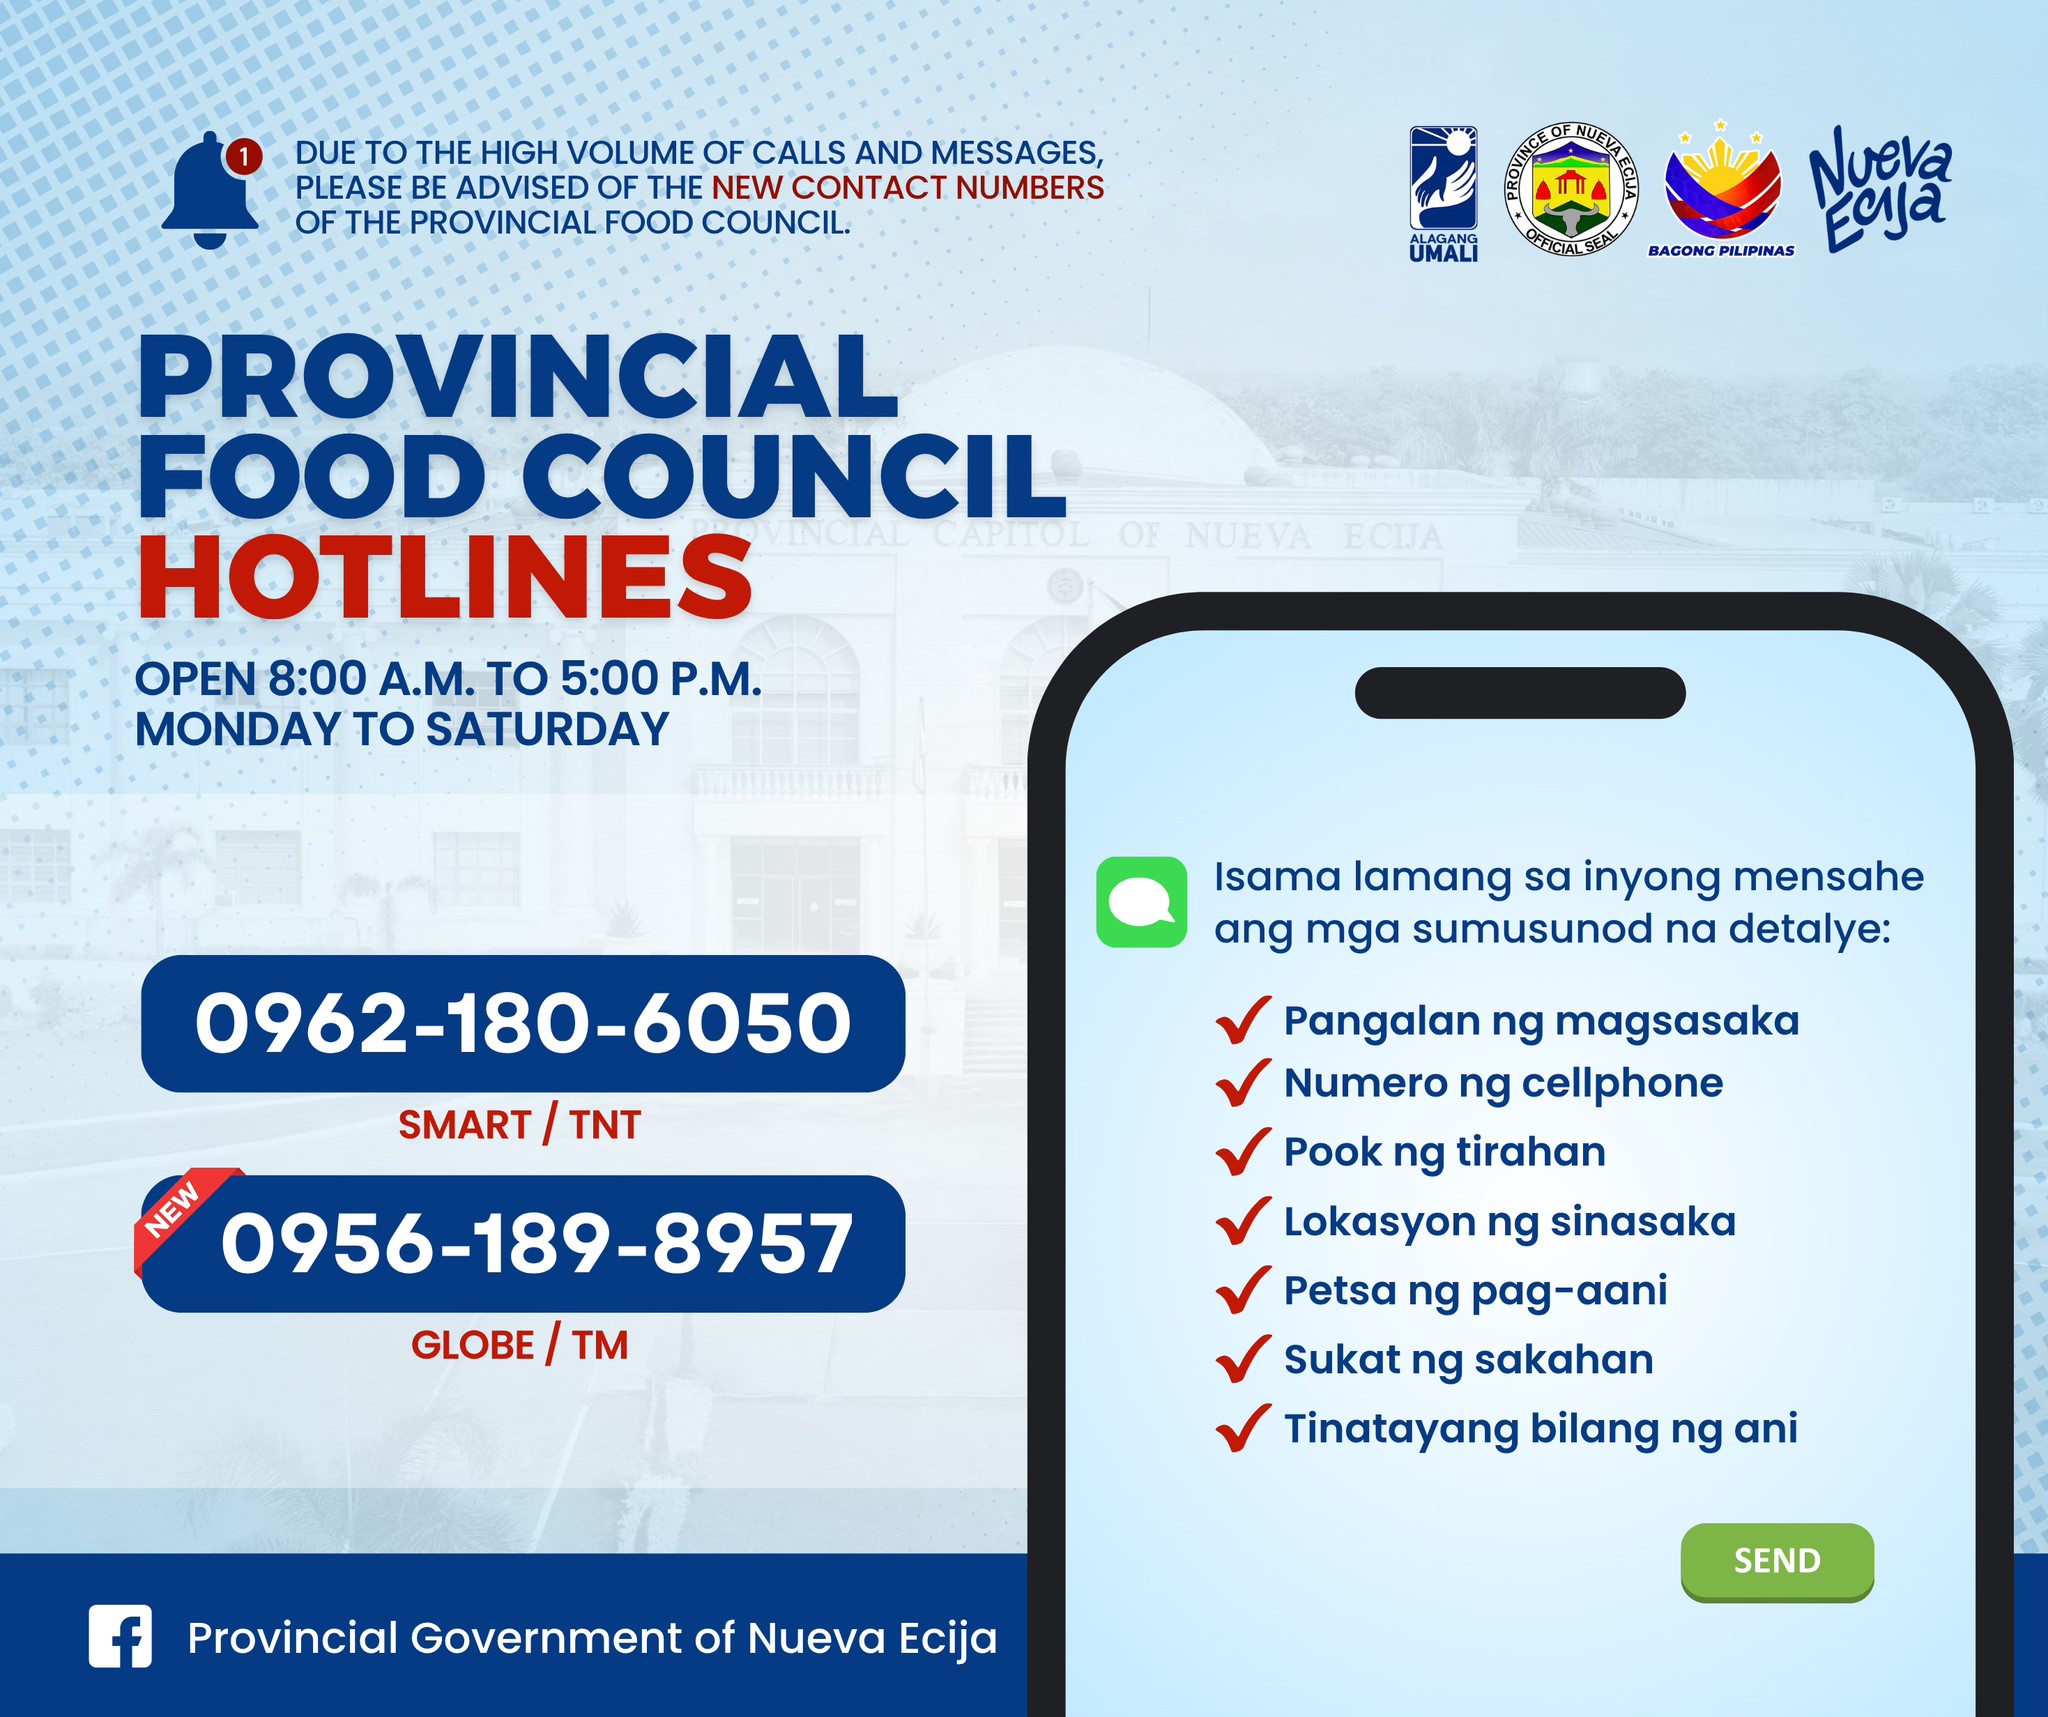 1
DUE TO THE HIGH VOLUME OF CALLS AND MESSAGES,
PLEASE BE ADVISED OF THE NEW CONTACT NUMBERS
OF THE PROVINCIAL FOOD COUNCIL.
ALAGANG
UMALI
PROVINCE OF NUEVA ECIJA
OFFICIAL SEAL
BAGONG PILIPINAS
Nueva
Ecija
PROVINCIAL
FOOD COUNCIL
HOTLINES
PROVINCIAL CAPITOL OF NUEVA ECIJA
OPEN 8:00 A.M. TO 5:00 P.M.
MONDAY TO SATURDAY
0962-180-6050
SMART / TNT
NEW
0956-189-8957
GLOBE / TM
Isama lamang sa inyong mensahe
ang mga sumusunod na detalye:
Pangalan ng magsasaka
Numero ng cellphone
Pook ng tirahan
Lokasyon ng sinasaka
Petsa ng pag-aani
Sukat ng sakahan
Tinatayang bilang ng ani
SEND
Provincial Government of Nueva Ecija